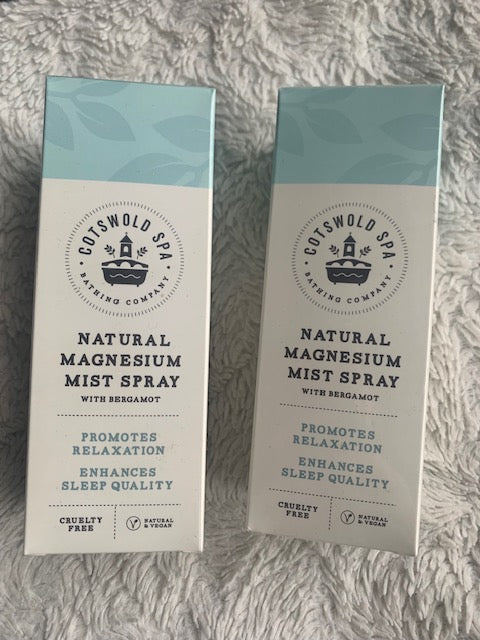 COTSWOLD SPA
BATHING COMPANY
NATURAL
MAGNESIUM
MIST SPRAY
WITH BERGAMOT
PROMOTES
RELAXATION
ENHANCES
SLEEP QUALITY
CRUELTY
FREE
NATURAL
& VEGAN
COTSWOLD SPA
BATHING COMPANY
NATURAL
MAGNESIUM
MIST SPRAY
WITH BERGAMOT
PROMOTES
RELAXATION
ENHANCES
SLEEP QUALITY
CRUELTY
FREE
NATURAL
& VEGAN